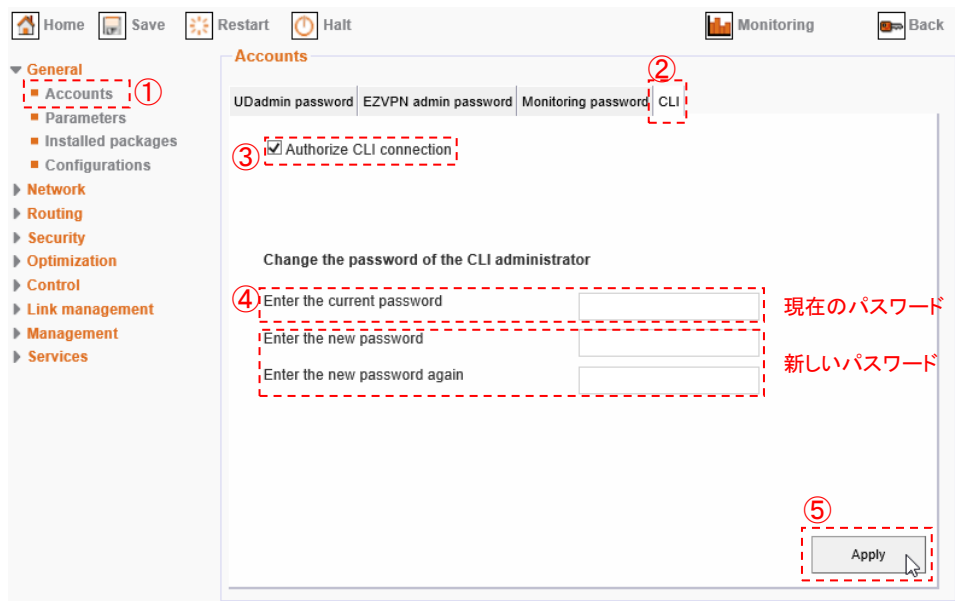 Home Save Restart Halt Monitoring Back
General
① Accounts
Parameters
Installed packages
Configurations
Network
Routing
Security
Optimization
Control
Link management
Management
Services
Accounts
②
UDadmin password EZVPN admin password Monitoring password CLI
③ Authorize CLI connection
Change the password of the CLI administrator
④ Enter the current password 現在のパスワード
Enter the new password
新しいパスワード
Enter the new password again
⑤
Apply